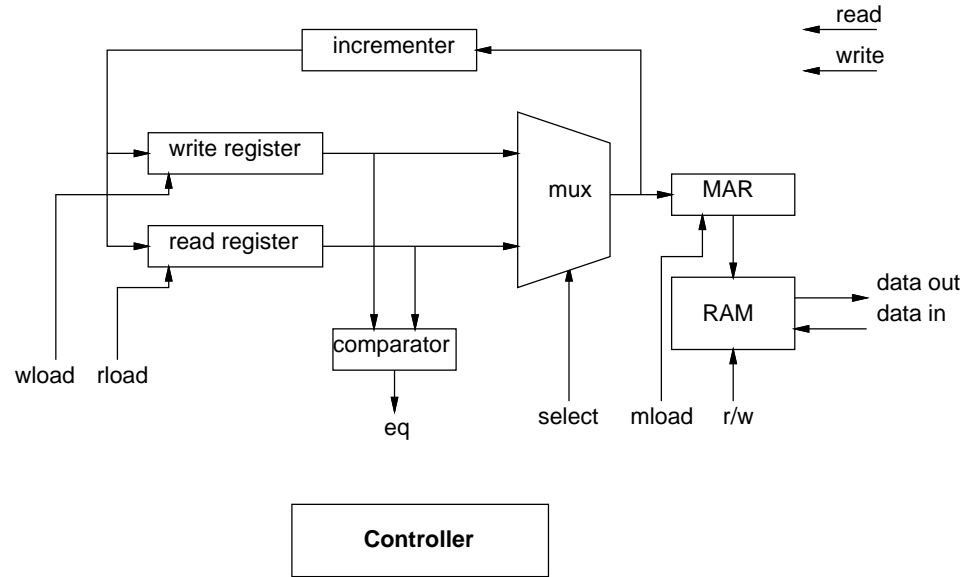 read
incrementer
write
write register
mux
MAR
read register
data out
RAM
data in
comparator
wload
rload
select
mload
r/w
eq
Controller